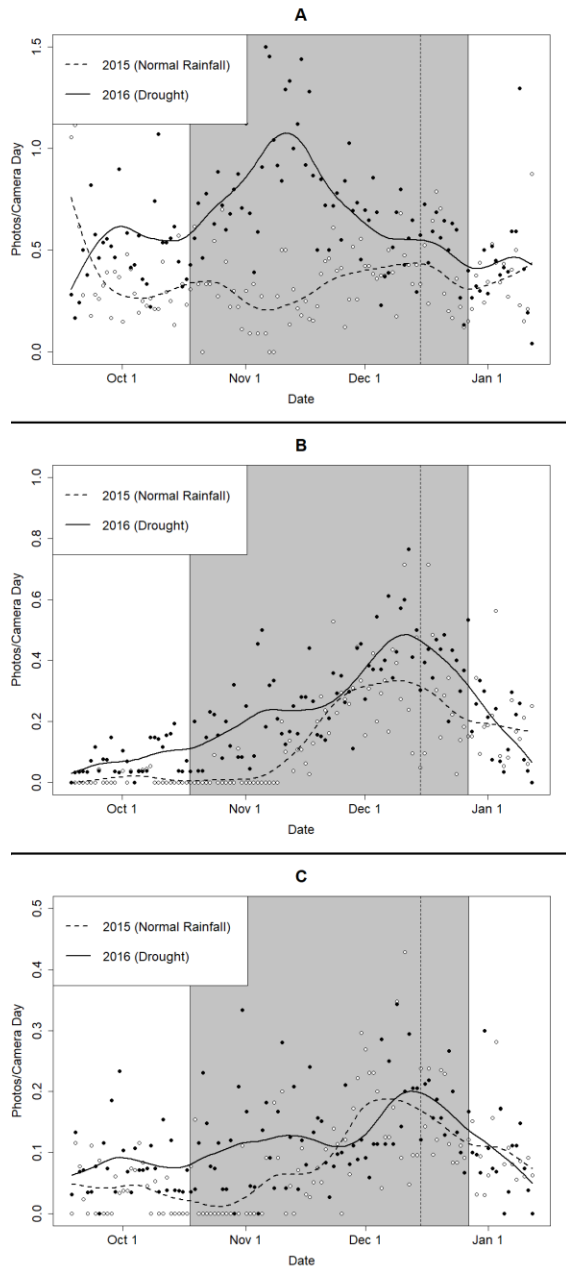 A
2015 (Normal Rainfall)
2016 (Drought)
Photos/Camera Day
1.5
1.0
0.5
0.0
Oct 1
Nov 1
Dec 1
Jan 1
Date
B
2015 (Normal Rainfall)
2016 (Drought)
Photos/Camera Day
1.0
0.8
0.6
0.4
0.2
0.0
Oct 1
Nov 1
Dec 1
Jan 1
Date
C
2015 (Normal Rainfall)
2016 (Drought)
Photos/Camera Day
0.5
0.4
0.3
0.2
0.1
0.0
Oct 1
Nov 1
Dec 1
Jan 1
Date